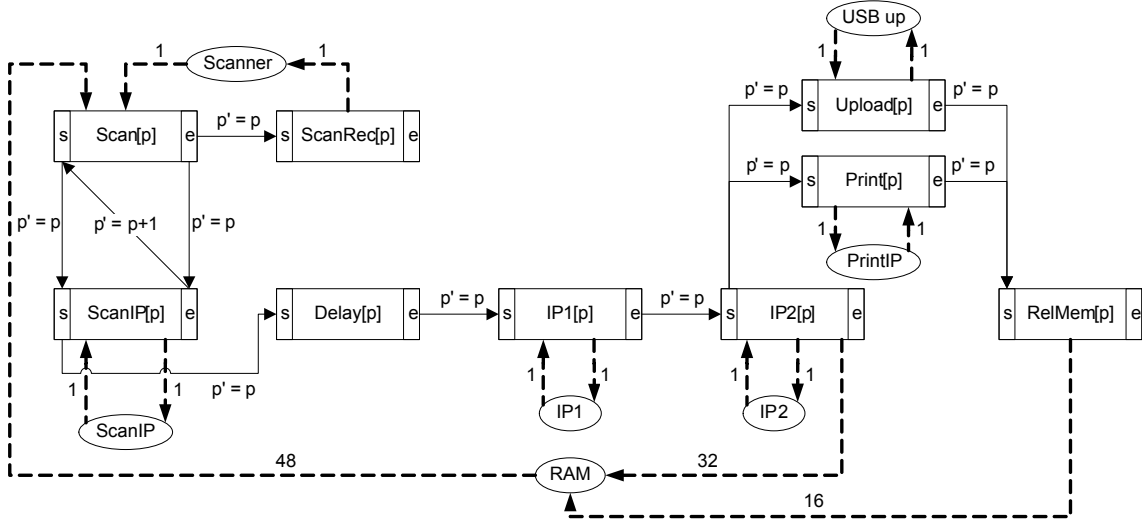 USB up
1
1
1
Scanner
1
p' = p
Upload[p]
p' = p
s
e
s
Scan[p]
e
p' = p
s
ScanRec[p]
e
p' = p
s
Print[p]
e
p' = p
p' = p
p' = p+1
p' = p
1
1
PrintIP
s
ScanIP[p]
e
s
Delay[p]
e
p' = p
s
IP1[p]
e
p' = p
s
IP2[p]
e
s
RelMem[p]
e
1
1
p' = p
1
1
1
1
ScanIP
IP1
IP2
48
RAM
32
16